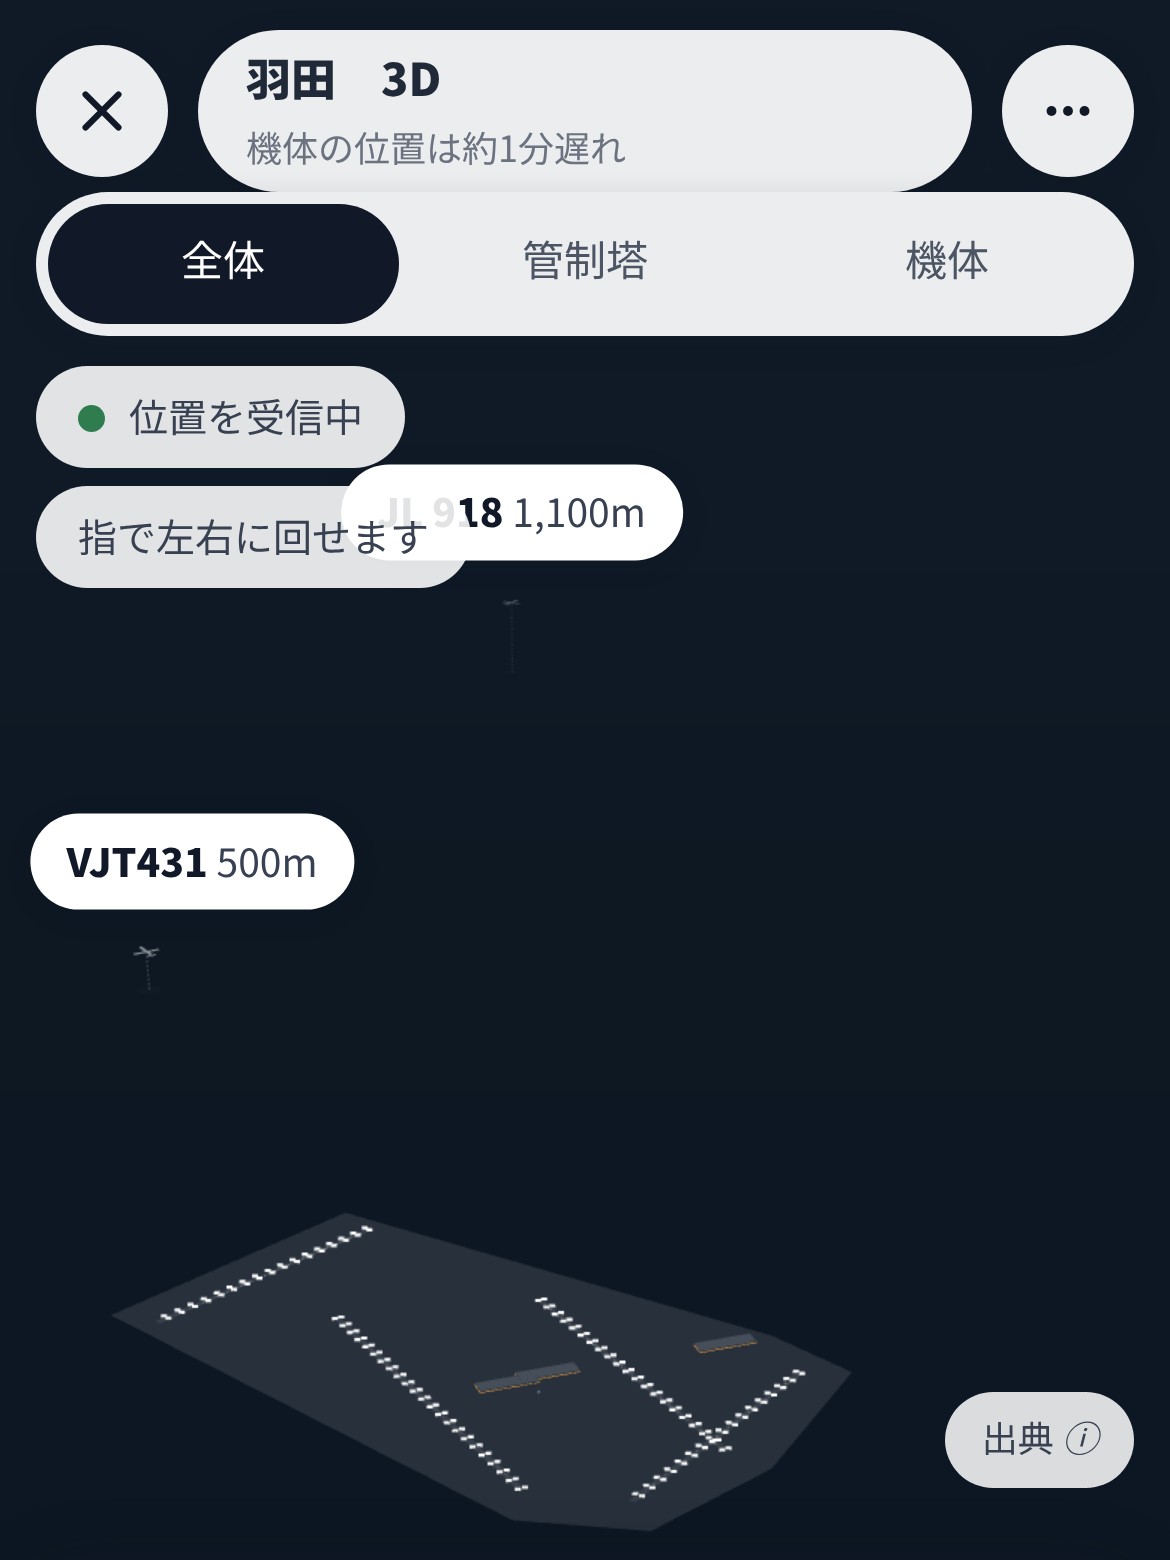 羽田　3D
機体の位置は約1分遅れ
全体
管制塔
機体
位置を受信中
JL 918 1,100m
指で左右に回せます
VJT431 500m
出典 ⓘ